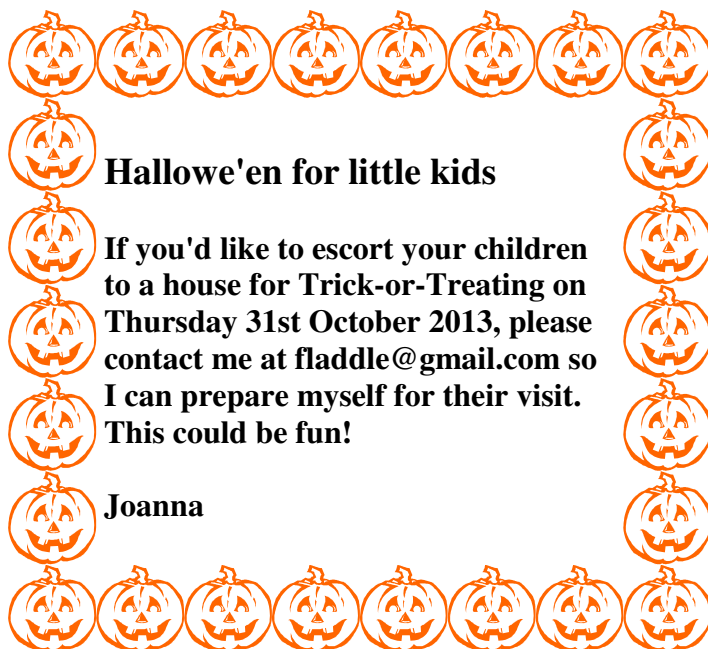 Hallowe'en for little kids
If you'd like to escort your children
to a house for Trick-or-Treating on
Thursday 31st October 2013, please
contact me at fladdle@gmail.com so
I can prepare myself for their visit.
This could be fun!
Joanna